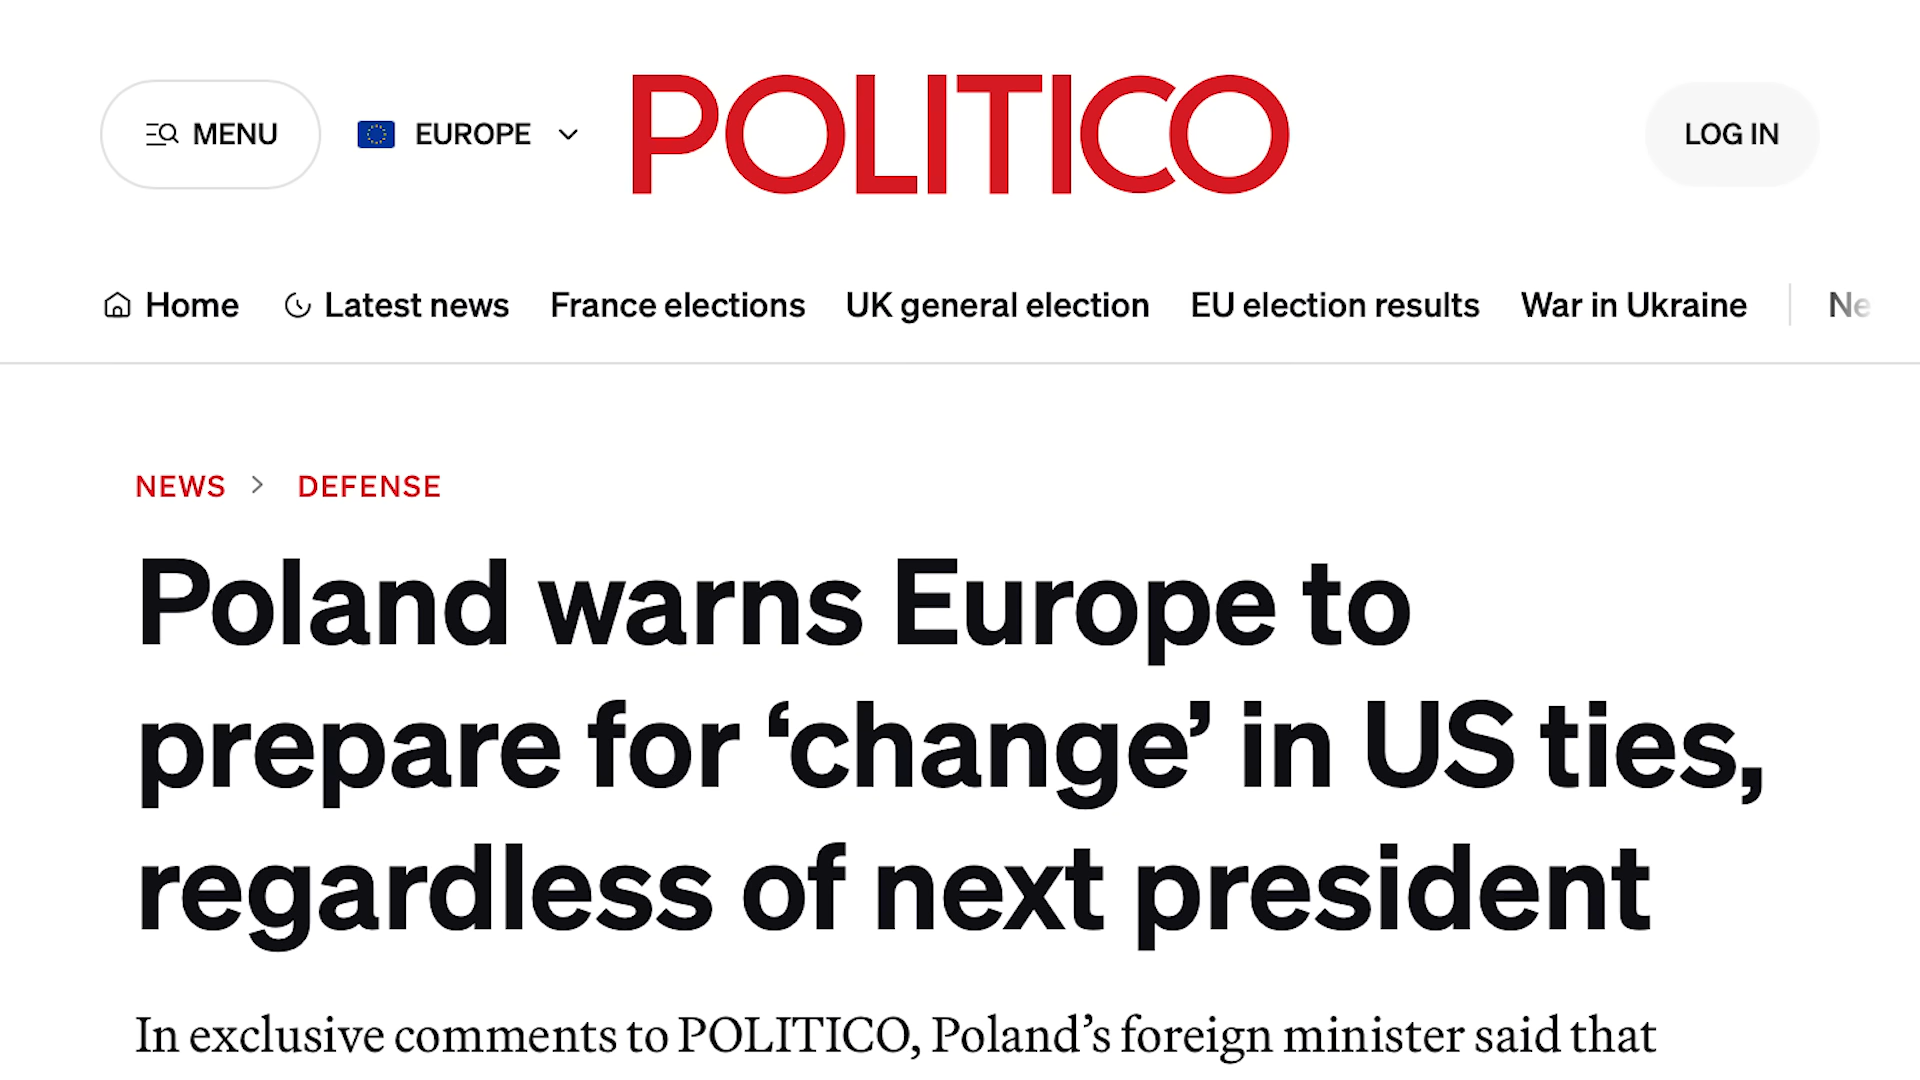 MENU
EUROPE
POLITICO
LOG IN
Home
Latest news
France elections
UK general election
EU election results
War in Ukraine
NEWS > DEFENSE
Poland warns Europe to
prepare for ‘change’ in US ties,
regardless of next president
In exclusive comments to POLITICO, Poland’s foreign minister said that